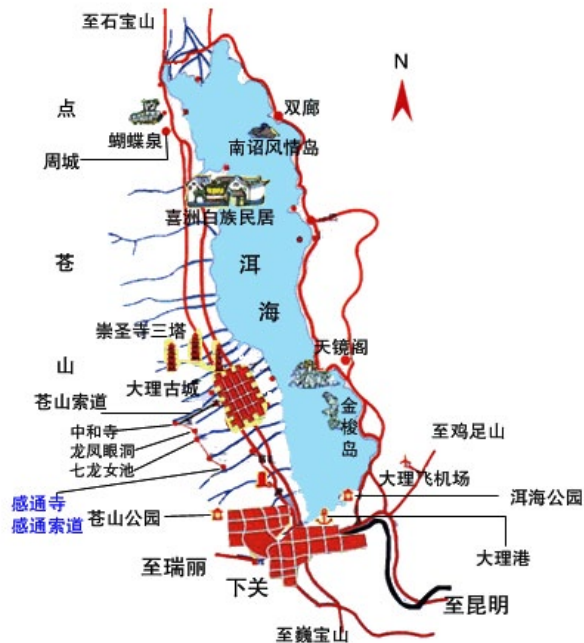 至石宝山
N
点
双廊
蝴蝶泉
南诏风情岛
周城
喜洲白族民居
苍
洱
海
崇圣寺三塔
天镜阁
山
大理古城
苍山索道
金梭岛
中和寺
至鸡足山
龙凤眼洞
七龙女池
大理飞机场
感通寺
洱海公园
苍山公园
感通索道
大理港
至瑞丽
下关
至昆明
至巍宝山